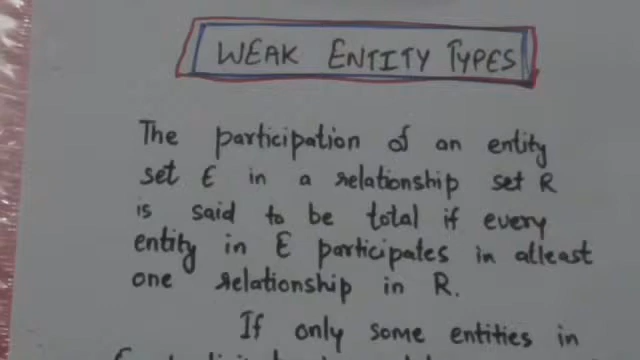 WEAK ENTITY TYPES
The participation of an entity
set E in a relationship set R
is said to be total if every
entity in E participates in atleast
one relationship in R.
If only some entities in